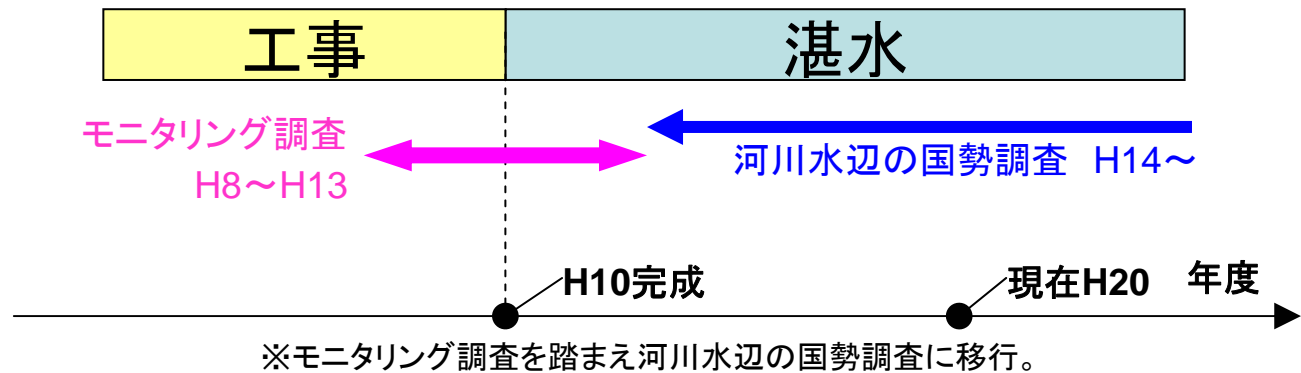 工事
湛水
モニタリング調査
H8～H13
河川水辺の国勢調査　H14～
H10完成
現在H20
年度
※モニタリング調査を踏まえ河川水辺の国勢調査に移行。